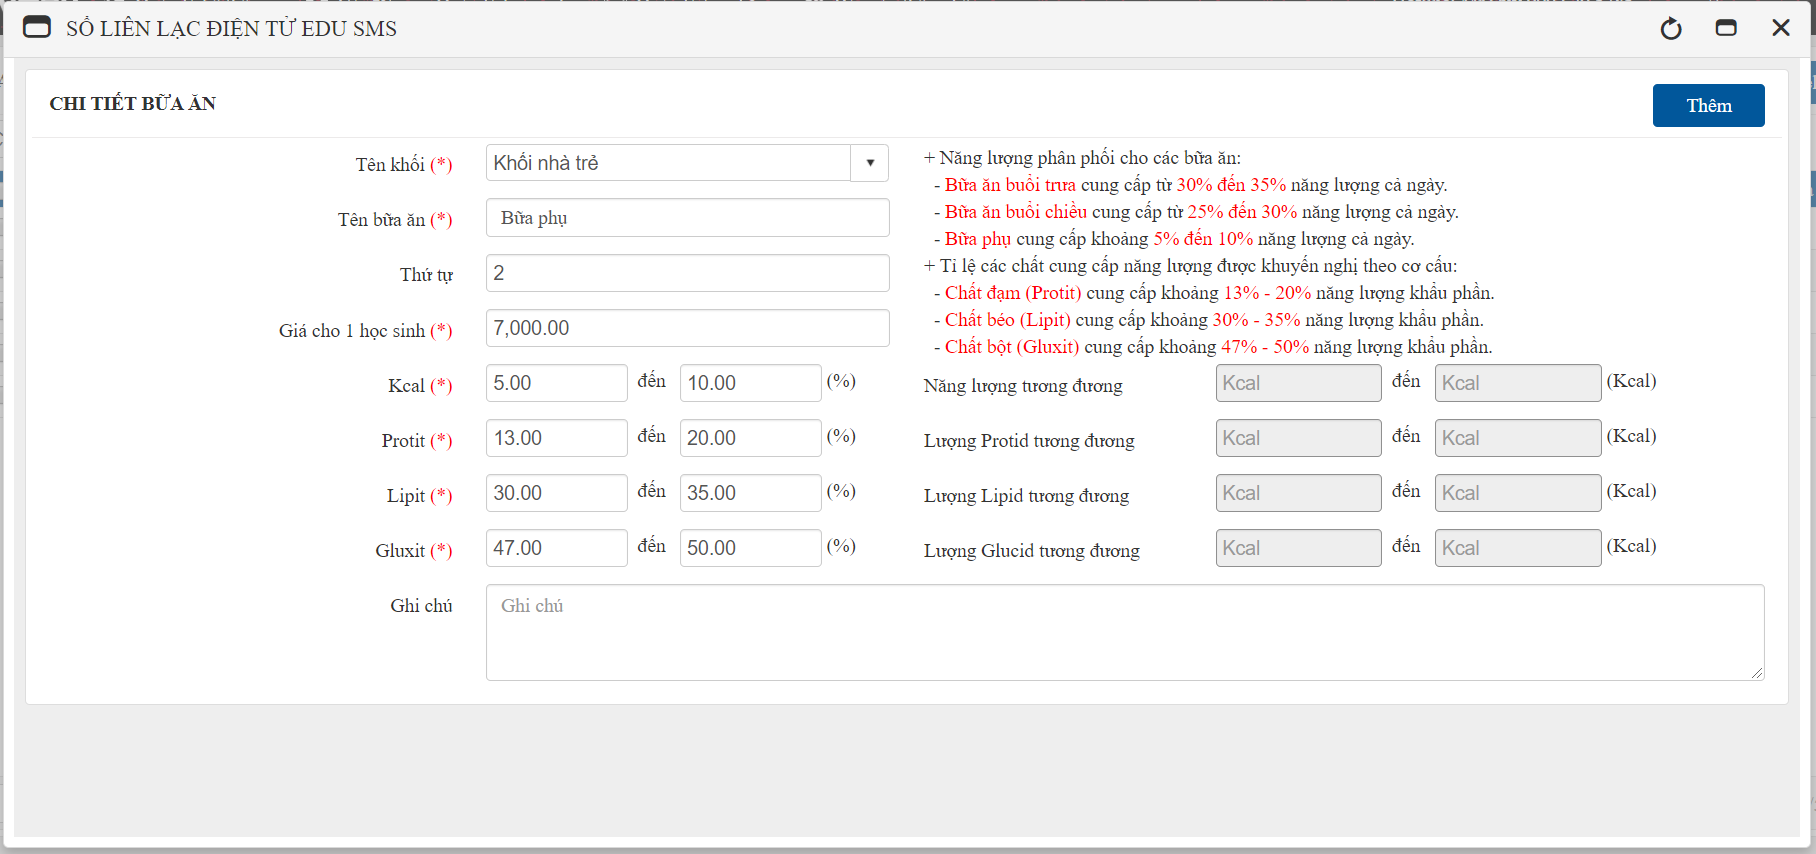 SỔ LIÊN LẠC ĐIỆN TỬ EDU SMS
CHI TIẾT BỮA ĂN
Thêm
Tên khối (*) Khối nhà trẻ
Tên bữa ăn (*) Bữa phụ
Thứ tự 2
Giá cho 1 học sinh (*) 7,000.00
+ Năng lượng phân phối cho các bữa ăn:
- Bữa ăn buổi trưa cung cấp từ 30% đến 35% năng lượng cả ngày.
- Bữa ăn buổi chiều cung cấp từ 25% đến 30% năng lượng cả ngày.
- Bữa phụ cung cấp khoảng 5% đến 10% năng lượng cả ngày.
+ Tỉ lệ các chất cung cấp năng lượng được khuyến nghị theo cơ cấu:
- Chất đạm (Protit) cung cấp khoảng 13% - 20% năng lượng khẩu phần.
- Chất béo (Lipit) cung cấp khoảng 30% - 35% năng lượng khẩu phần.
- Chất bột (Gluxit) cung cấp khoảng 47% - 50% năng lượng khẩu phần.
Kcal (*) 5.00 đến 10.00 (%) Năng lượng tương đương Kcal đến Kcal (Kcal)
Protit (*) 13.00 đến 20.00 (%) Lượng Protid tương đương Kcal đến Kcal (Kcal)
Lipit (*) 30.00 đến 35.00 (%) Lượng Lipid tương đương Kcal đến Kcal (Kcal)
Gluxit (*) 47.00 đến 50.00 (%) Lượng Glucid tương đương Kcal đến Kcal (Kcal)
Ghi chú Ghi chú